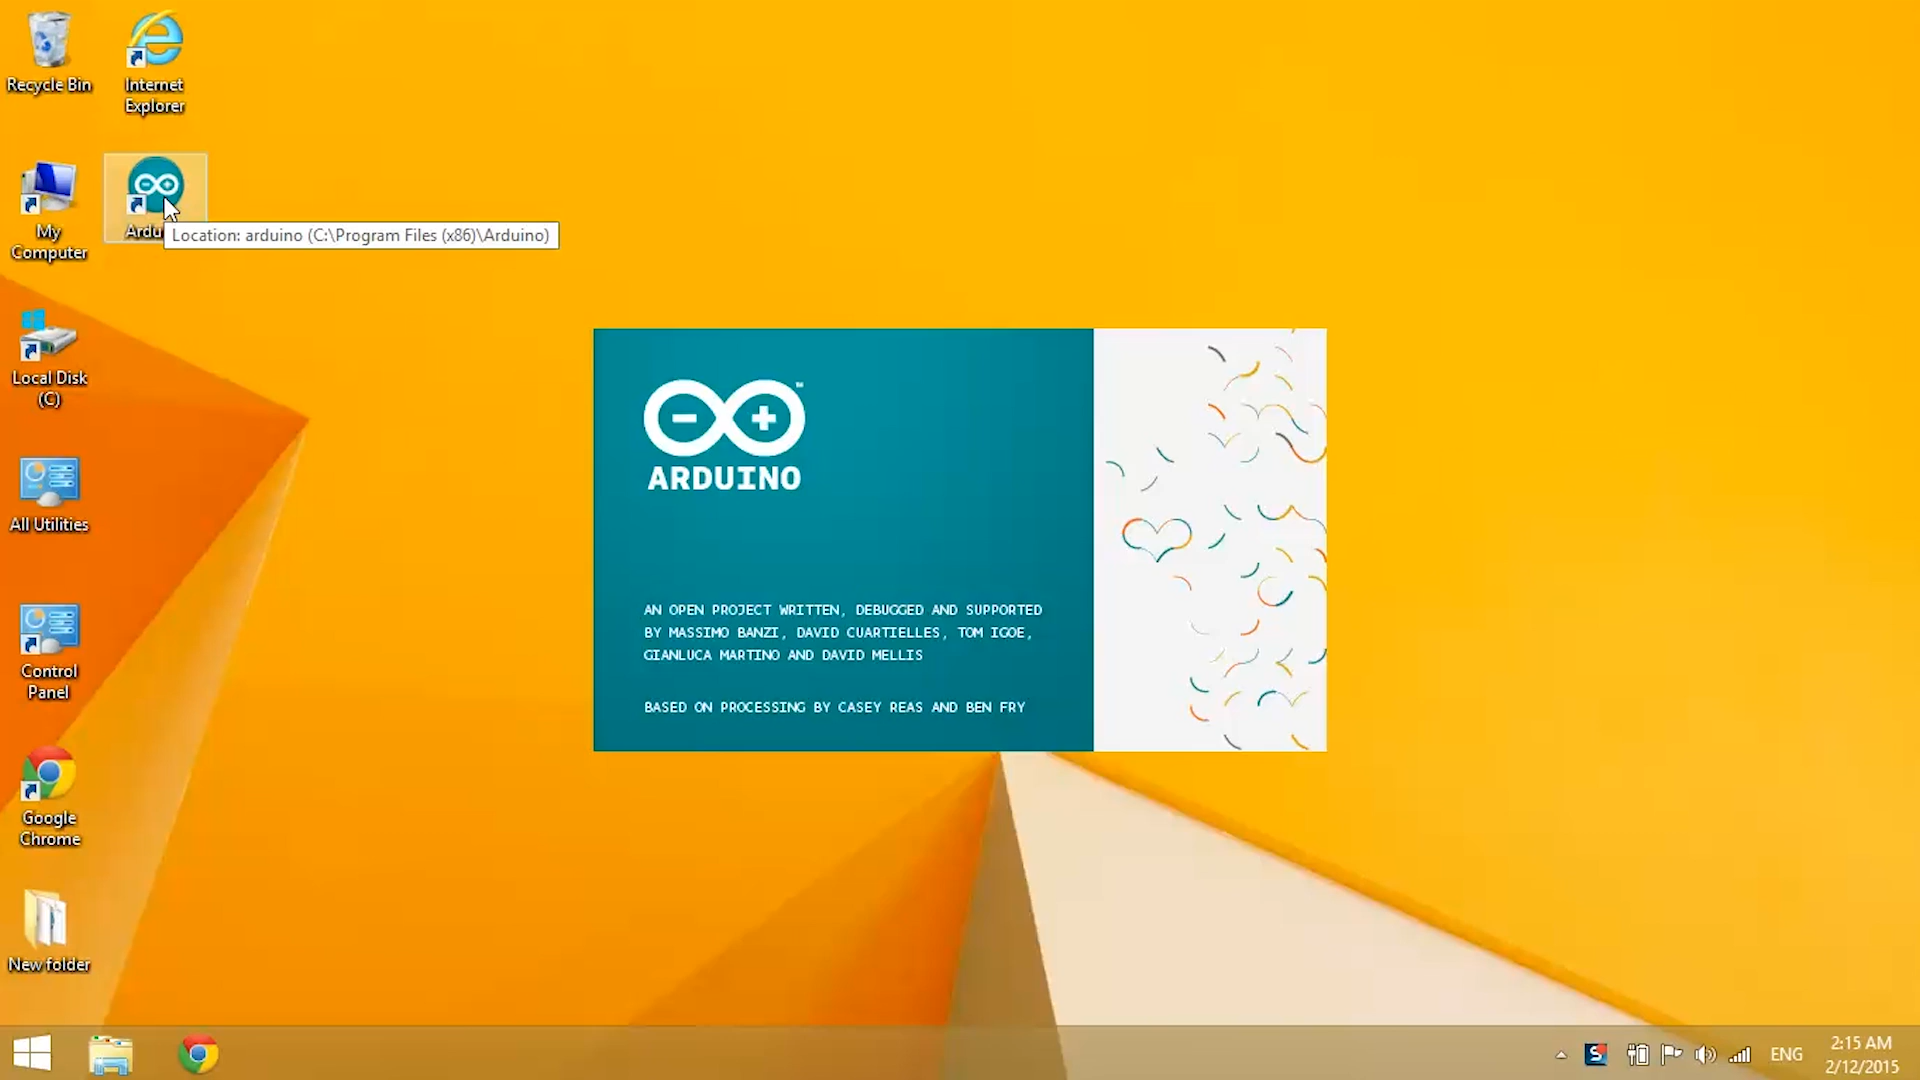 Recycle Bin
Internet
Explorer
My
Computer
Location: arduino (C:\Program Files (x86)\Arduino)
Local Disk
(C)
All Utilities
Control
Panel
Google
Chrome
New folder
ARDUINO
AN OPEN PROJECT WRITTEN, DEBUGGED AND SUPPORTED
BY MASSIMO BANZI, DAVID CUARTIELLES, TOM IGOE,
GIANLUCA MARTINO AND DAVID MELLIS
BASED ON PROCESSING BY CASEY REAS AND BEN FRY
ENG
2:15 AM
2/12/2015